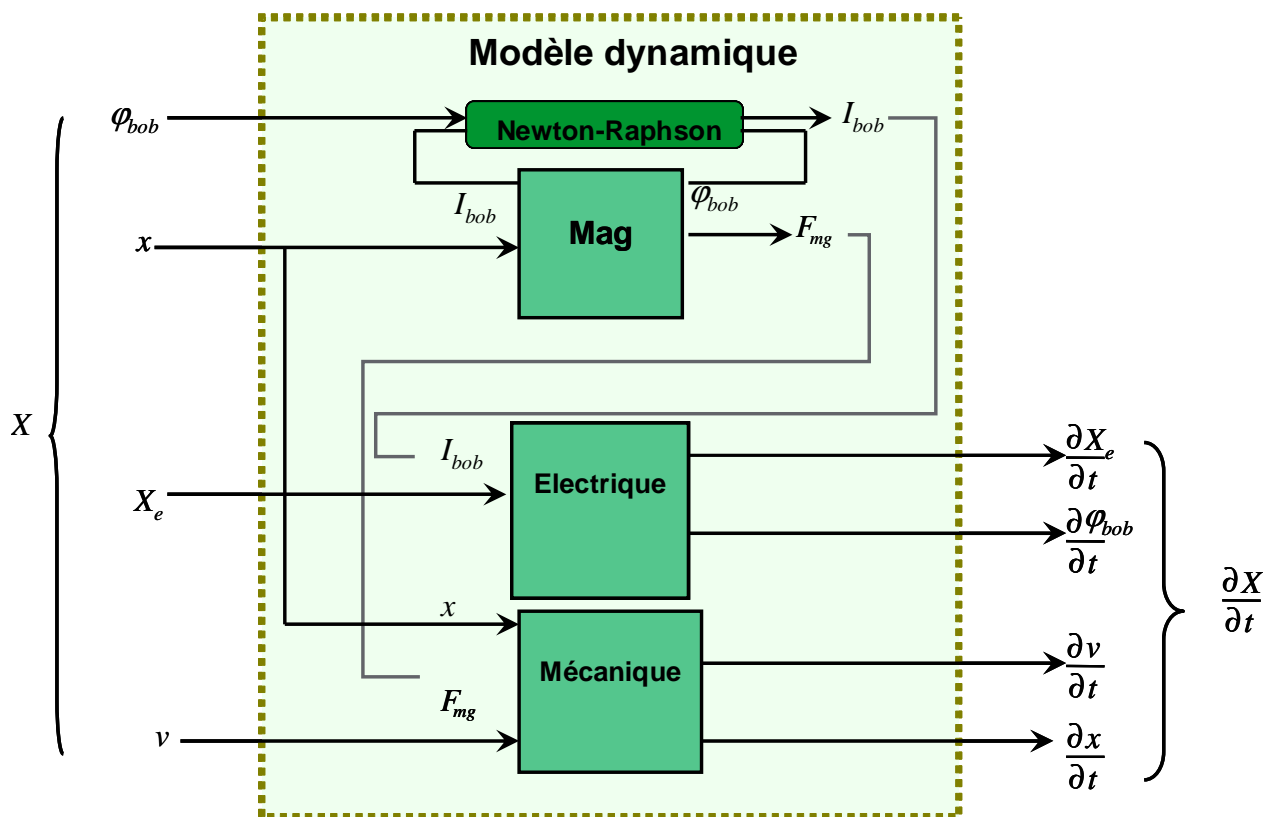 Modèle dynamique
φbob
Newton-Raphson
Ibob
Ibob
φbob
x
Mag
Fmg
X
Ibob
∂Xe
∂t
Xe
Electrique
∂φbob
∂t
∂X
∂t
x
Mécanique
∂v
∂t
Fmg
v
∂x
∂t